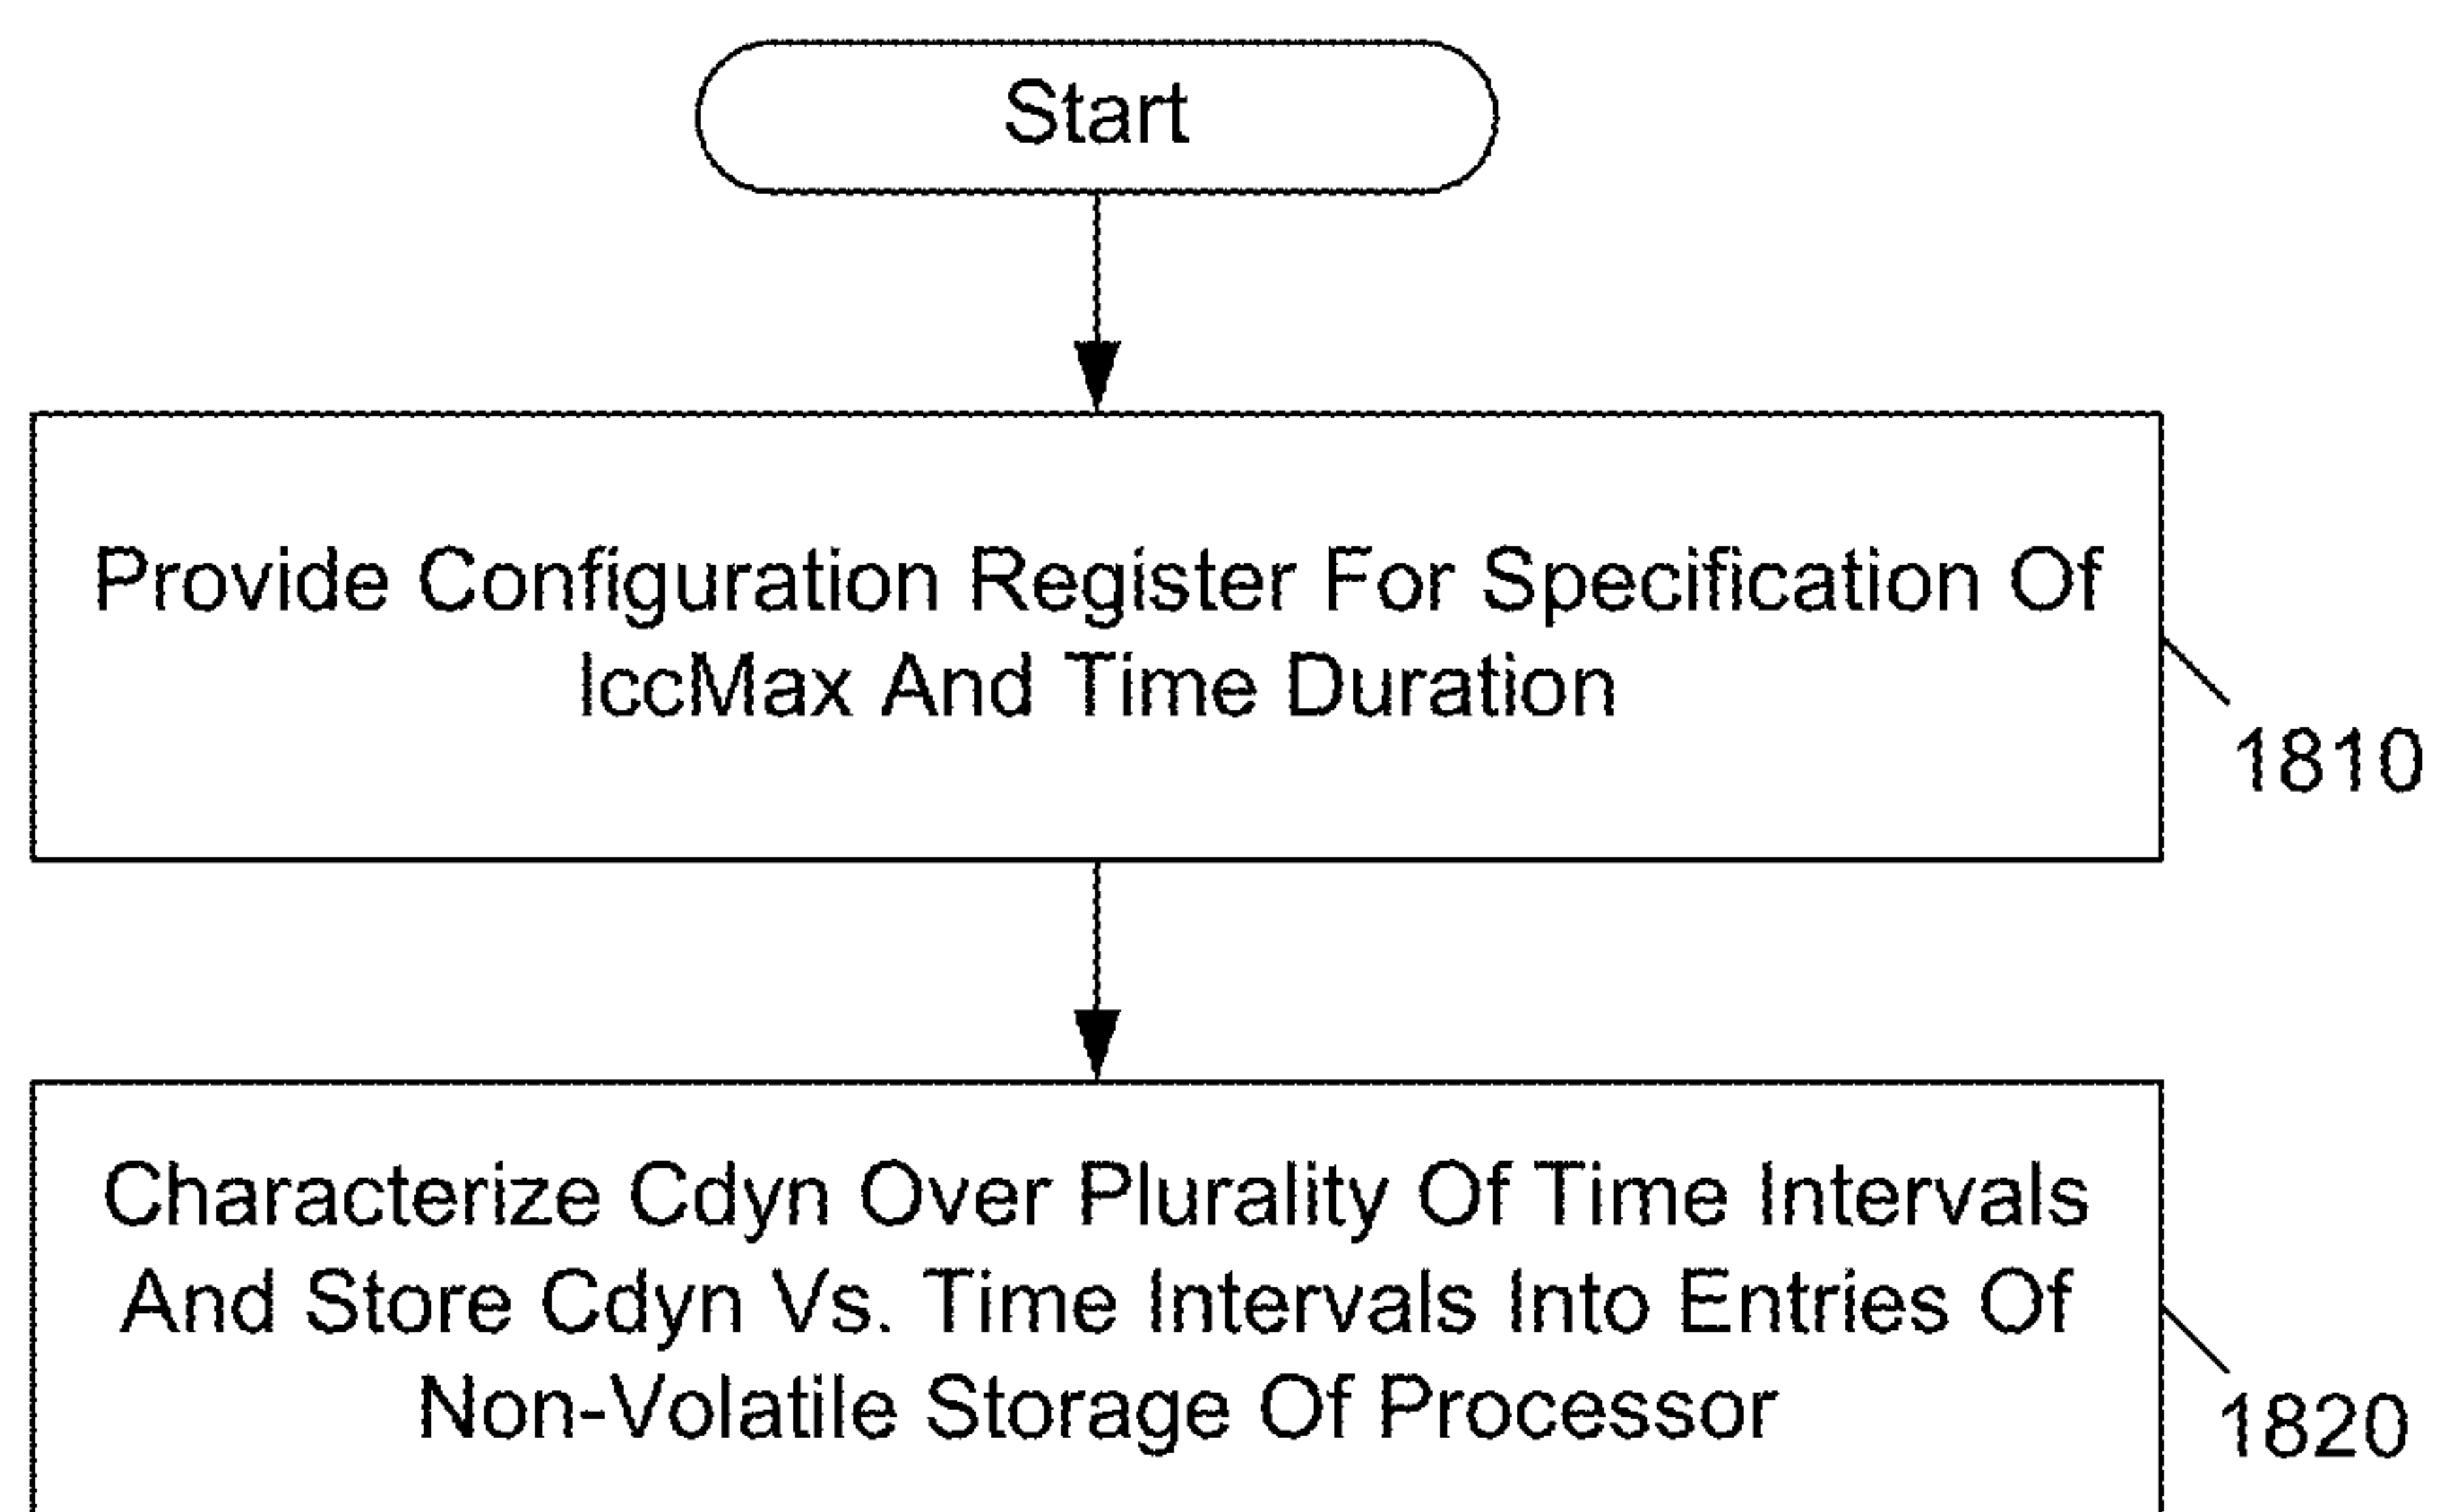 Start
Provide Configuration Register For Specification Of
IccMax And Time Duration
1810
Characterize Cdyn Over Plurality Of Time Intervals
And Store Cdyn Vs. Time Intervals Into Entries Of
Non-Volatile Storage Of Processor
1820